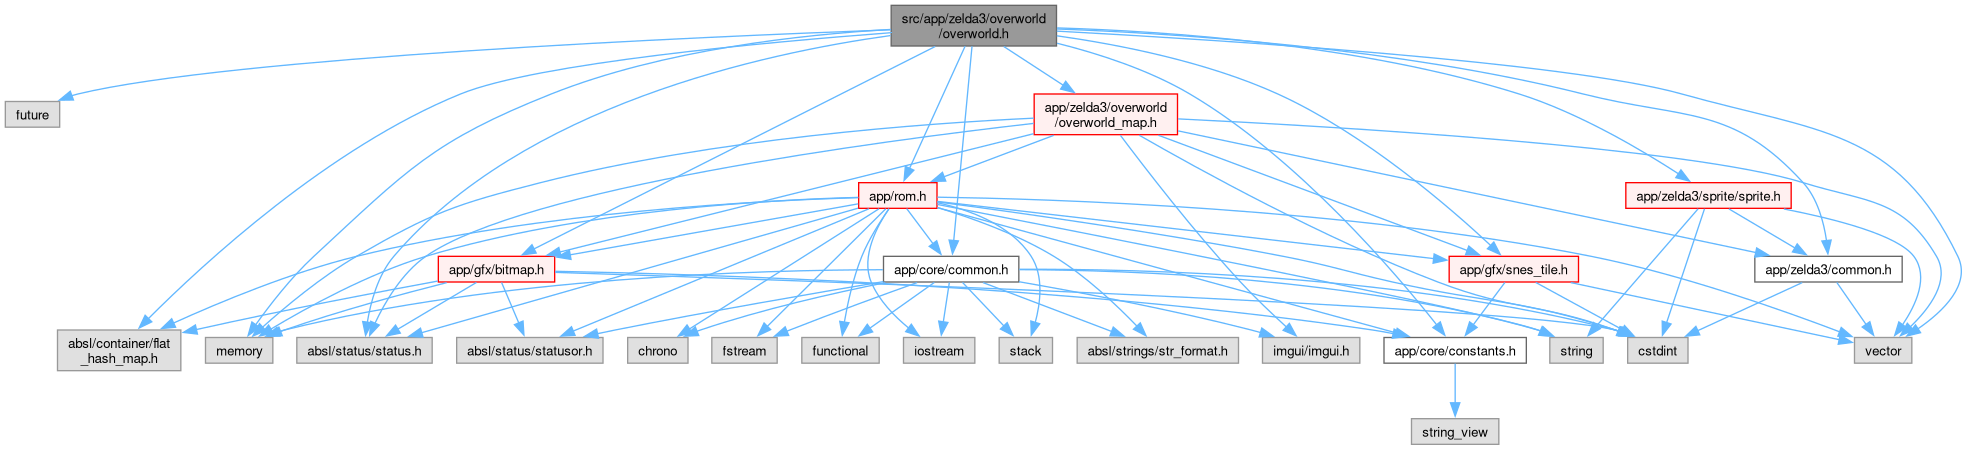 src/app/zelda3/overworld
/overworld.h
future
app/zelda3/overworld
/overworld_map.h
app/rom.h
app/zelda3/sprite/sprite.h
app/gfx/bitmap.h
app/core/common.h
app/gfx/snes_tile.h
app/zelda3/common.h
absl/container/flat
_hash_map.h
memory
absl/status/status.h
absl/status/statusor.h
chrono
fstream
functional
iostream
stack
absl/strings/str_format.h
imgui/imgui.h
app/core/constants.h
string
cstdint
vector
string_view